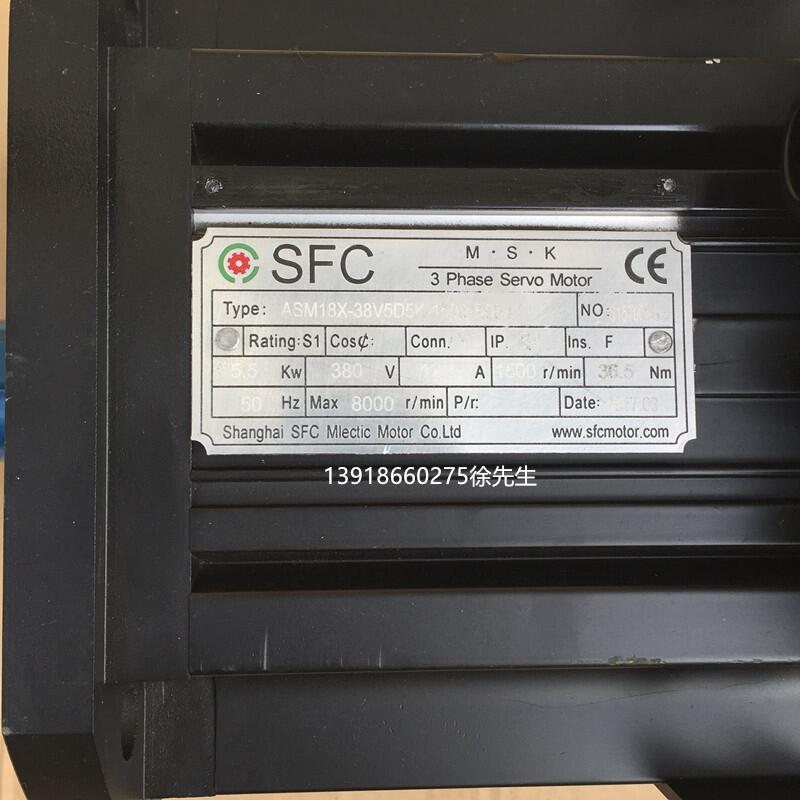 SFC
M·S·K
3 Phase Servo Motor
CE
Type: NO:
Rating: S1 Cos₵: Conn. IP. Ins. F
5.5 Kw 380 V A 1500 r/min 36.5 Nm
50 Hz Max 8000 r/min P/r: Date:
Shanghai SFC Mlectic Motor Co.Ltd www.sfcmotor.com
13918660275徐先生